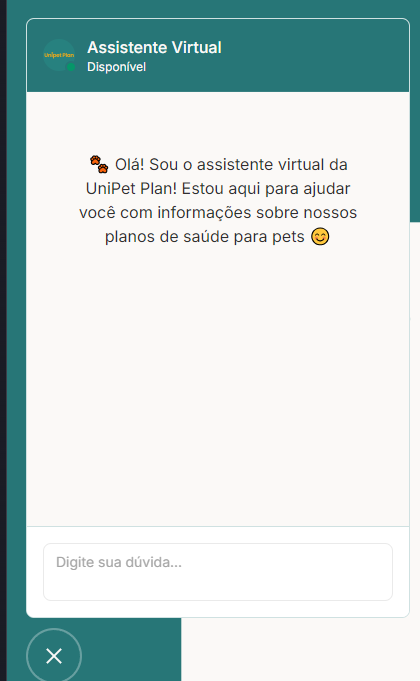 Unipet Plan
Assistente Virtual
Disponível
🐾 Olá! Sou o assistente virtual da
UniPet Plan! Estou aqui para ajudar
você com informações sobre nossos
planos de saúde para pets 😊
Digite sua dúvida...